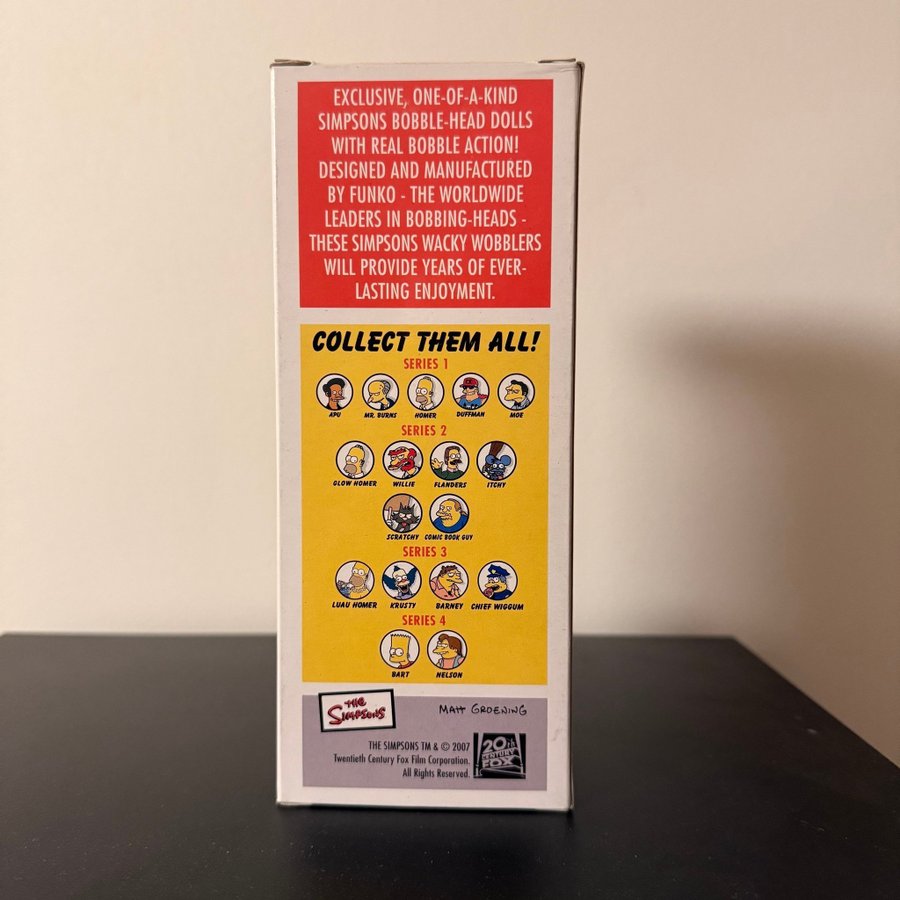 EXCLUSIVE, ONE-OF-A-KIND
SIMPSONS BOBBLE-HEAD DOLLS
WITH REAL BOBBLE ACTION!
DESIGNED AND MANUFACTURED
BY FUNKO - THE WORLDWIDE
LEADERS IN BOBBING-HEADS -
THESE SIMPSONS WACKY WOBBLERS
WILL PROVIDE YEARS OF EVER-
LASTING ENJOYMENT.
COLLECT THEM ALL!
SERIES 1
APU MR. BURNS HOMER DUFFMAN MOE
SERIES 2
GLOW HOMER WILLIE FLANDERS ITCHY
SCRATCHY COMIC BOOK GUY
SERIES 3
LUAU HOMER KRUSTY BARNEY CHIEF WIGGUM
SERIES 4
BART NELSON
THE
SIMPSONS
MATT GROENING
THE SIMPSONS TM & © 2007
Twentieth Century Fox Film Corporation.
All Rights Reserved.
20th
CENTURY
FOX